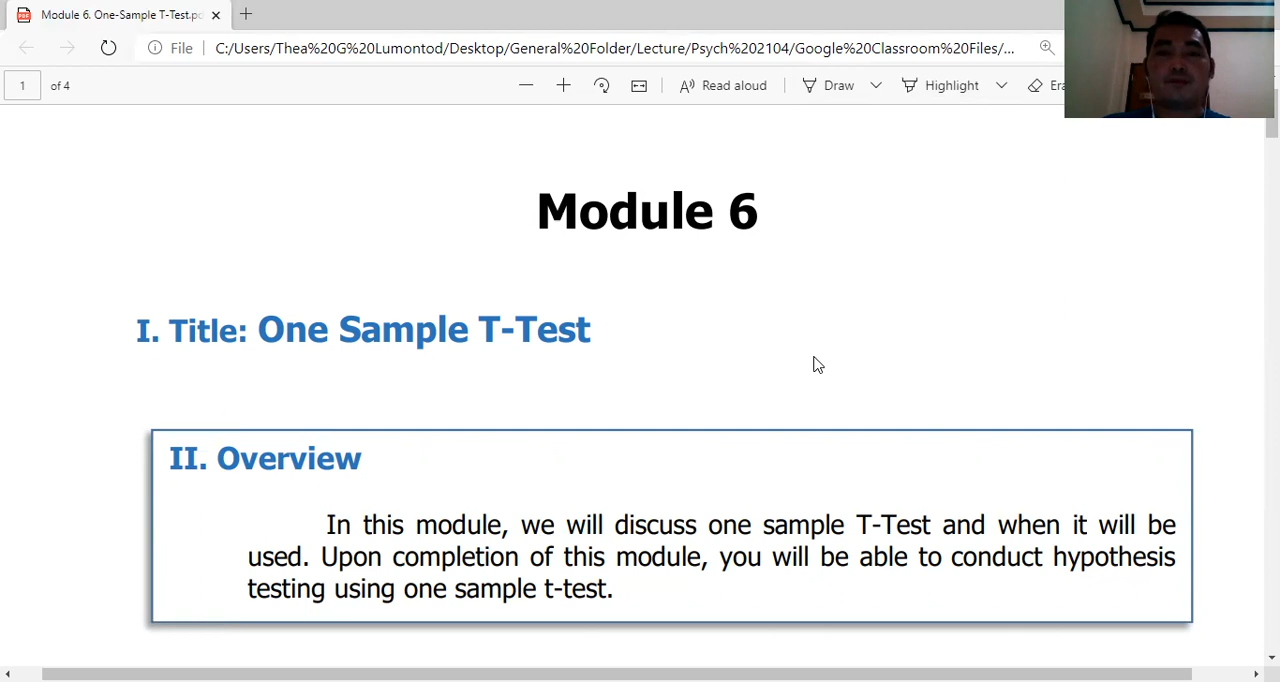 Module 6. One-Sample T-Test.pd
File
C:/Users/Thea%20G%20Lumontod/Desktop/General%20Folder/Lecture/Psych%202104/Google%20Classroom%20Files/...
1 of 4
A Read aloud
Draw
Highlight
Era
Module 6
I. Title: One Sample T-Test
II. Overview
In this module, we will discuss one sample T-Test and when it will be
used. Upon completion of this module, you will be able to conduct hypothesis
testing using one sample t-test.